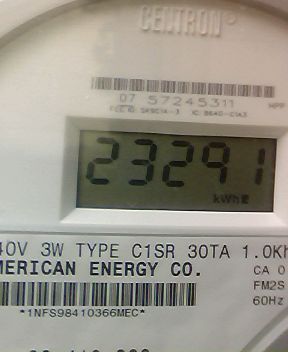 CENTRON®
07 57245311
23291
kWh
40V 3W TYPE C1SR 30TA 1.0Kh
MERICAN ENERGY CO.
CA 0
FM2S
60Hz
*1NFS98410366MEC*